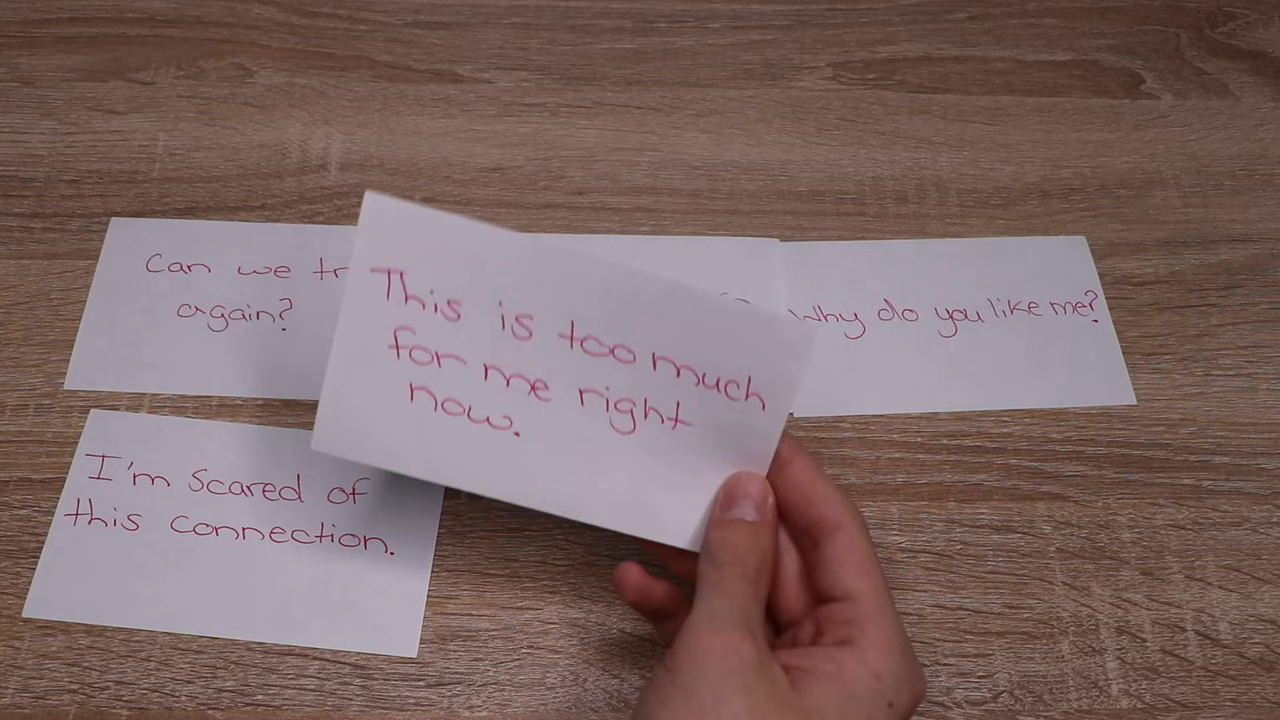 Can we
again?
This is too much
for me right
now.
Why do you like me?
I'm scared of
this connection.